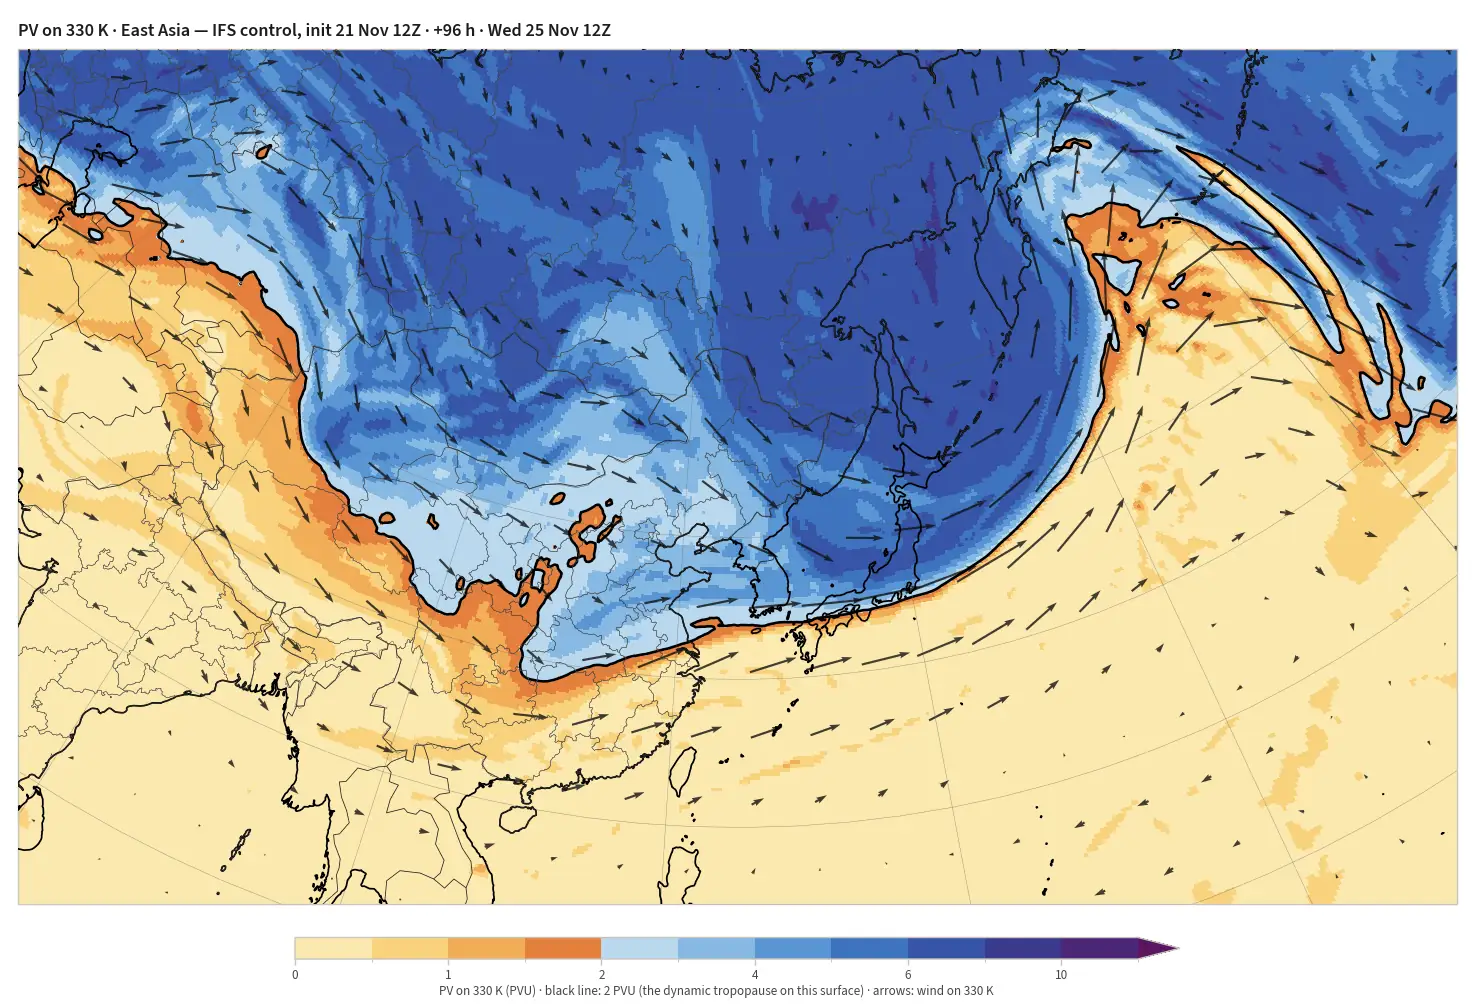 PV on 330 K · East Asia — IFS control, init 21 Nov 12Z · +96 h · Wed 25 Nov 12Z
0 1 2 4 6 10
PV on 330 K (PVU) · black line: 2 PVU (the dynamic tropopause on this surface) · arrows: wind on 330 K